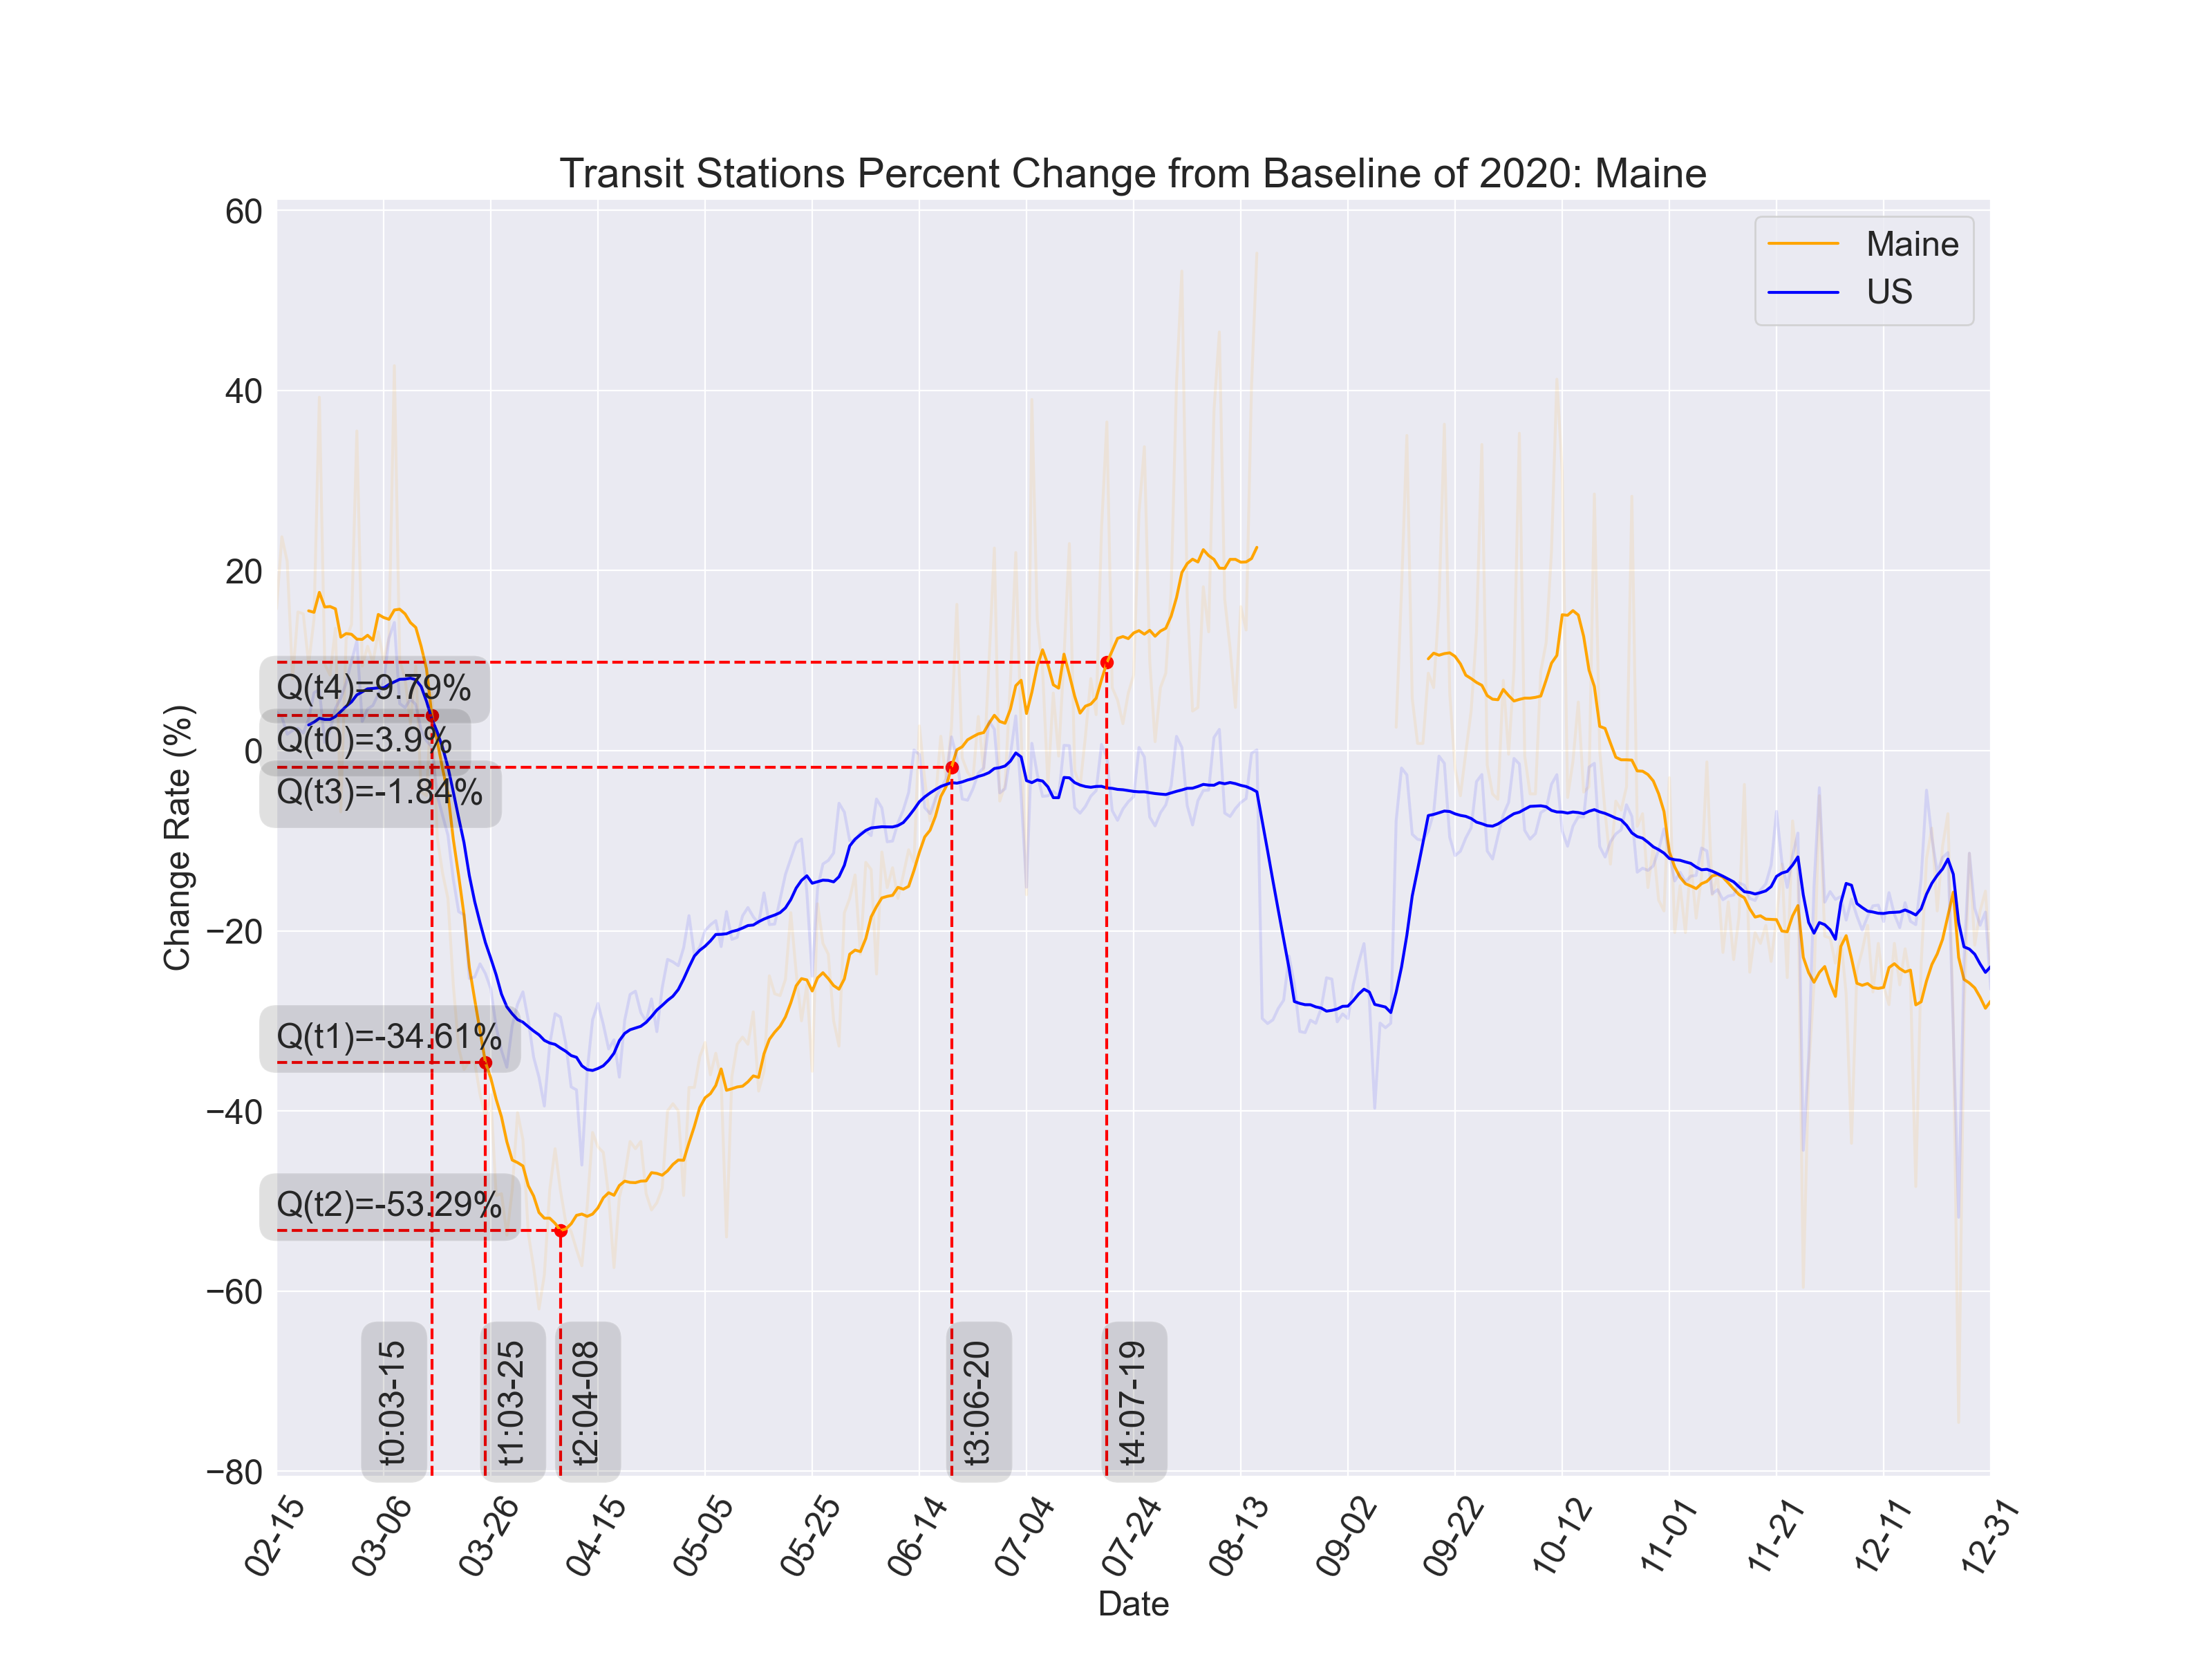 Transit Stations Percent Change from Baseline of 2020: Maine
Maine
US
Change Rate (%)
60
40
20
0
−20
−40
−60
−80
Q(t4)=9.79%
Q(t0)=3.9%
Q(t3)=-1.84%
Q(t1)=-34.61%
Q(t2)=-53.29%
t0:03-15
t1:03-25
t2:04-08
t3:06-20
t4:07-19
02-15
03-06
03-26
04-15
05-05
05-25
06-14
07-04
07-24
08-13
09-02
09-22
10-12
11-01
11-21
12-11
12-31
Date